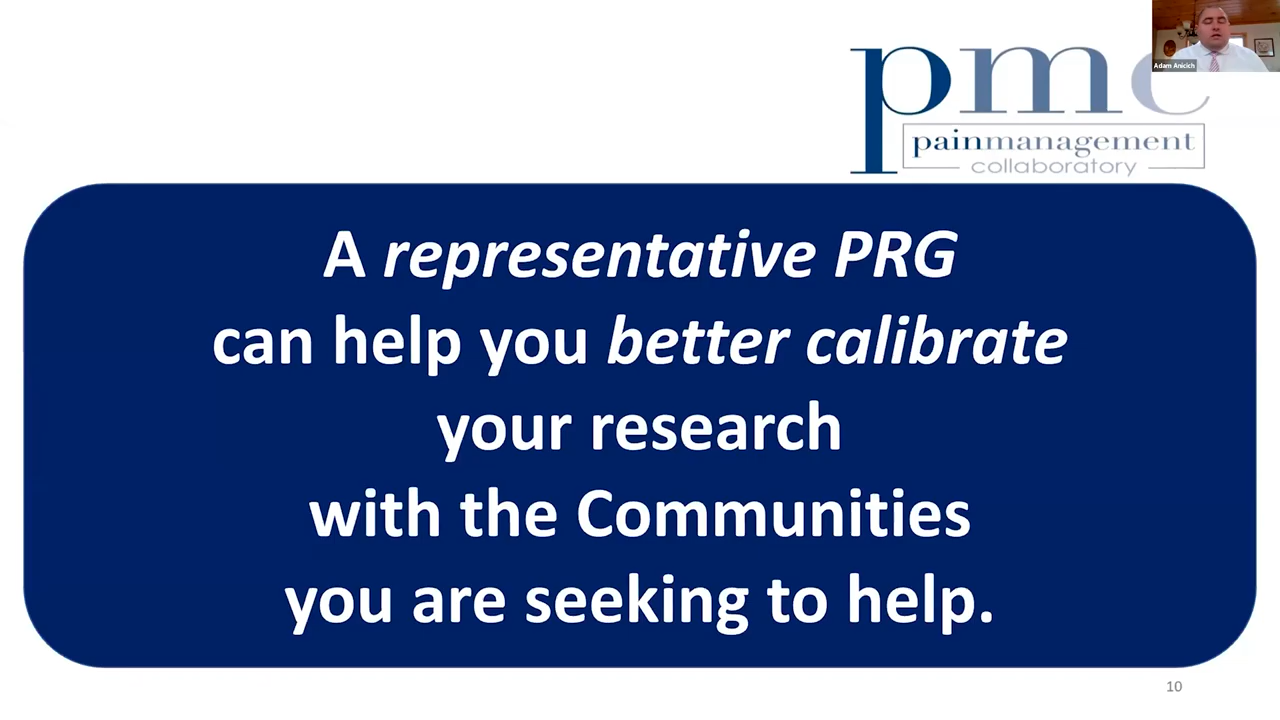 pmc
Adam Anicich
painmanagement
collaboratory
A representative PRG
can help you better calibrate
your research
with the Communities
you are seeking to help.
10